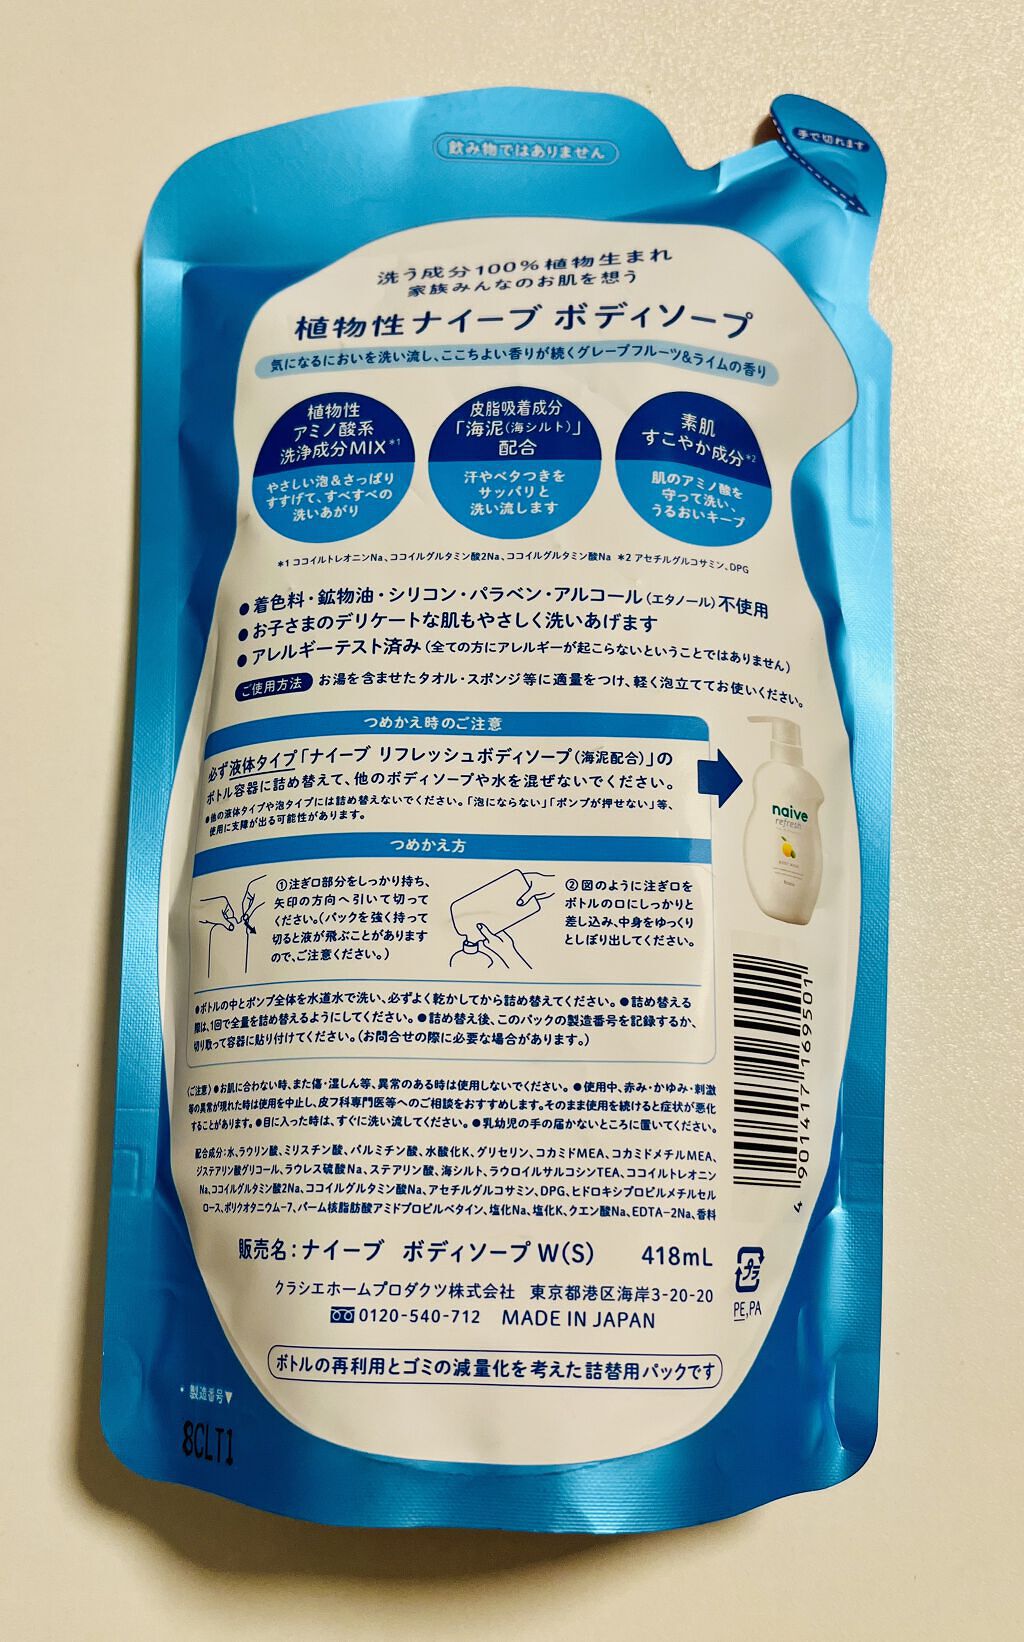 飲み物ではありません
手で切れます
洗う成分100%植物生まれ
家族みんなのお肌を想う
植物性ナイーブ ボディソープ
気になるにおいを洗い流し、ここちよい香りが続くグレープフルーツ&ライムの香り
植物性
アミノ酸系
洗浄成分MIX*1
やさしい泡&さっぱり
すすげて、すべすべの
洗いあがり
皮脂吸着成分
「海泥(海シルト)」
配合
汗やベタつきを
サッパリと
洗い流します
素肌
すこやか成分*2
肌のアミノ酸を
守って洗い、
うるおいキープ
*1 ココイルトレオニンNa、ココイルグルタミン酸2Na、ココイルグルタミン酸Na *2 アセチルグルコサミン、DPG
●着色料・鉱物油・シリコン・パラベン・アルコール(エタノール)不使用
●お子さまのデリケートな肌もやさしく洗いあげます
●アレルギーテスト済み(全ての方にアレルギーが起こらないということではありません)
ご使用方法 お湯を含ませたタオル・スポンジ等に適量をつけ、軽く泡立ててお使いください。
つめかえ時のご注意
必ず液体タイプ「ナイーブ リフレッシュボディソープ(海泥配合)」の
ボトル容器に詰め替えて、他のボディソープや水を混ぜないでください。
●他の液体タイプや泡タイプには詰め替えないでください。「泡にならない」「ポンプが押せない」等、
使用に支障が出る可能性があります。
naive
refresh
つめかえ方
①注ぎ口部分をしっかり持ち、
矢印の方向へ引いて切って
ください。(パックを強く持って
切ると液が飛ぶことがあります
ので、ご注意ください。)
②図のように注ぎ口を
ボトルの口にしっかりと
差し込み、中身をゆっくり
としぼり出してください。
●ボトルの中とポンプ全体を水道水で洗い、必ずよく乾かしてから詰め替えてください。●詰め替える
際は、1回で全量を詰め替えるようにしてください。●詰め替え後、このパックの製造番号を記録するか、
切り取って容器に貼り付けてください。(お問合せの際に必要な場合があります。)
〈ご注意〉●お肌に合わない時、また傷・湿しん等、異常のある時は使用しないでください。●使用中、赤み・かゆみ・刺激
等の異常が現れた時は使用を中止し、皮フ科専門医等へのご相談をおすすめします。そのまま使用を続けると症状が悪化
することがあります。●目に入った時は、すぐに洗い流してください。●乳幼児の手の届かないところに置いてください。
配合成分:水、ラウリン酸、ミリスチン酸、パルミチン酸、水酸化K、グリセリン、コカミドMEA、コカミドメチルMEA、
ジステアリン酸グリコール、ラウレス硫酸Na、ステアリン酸、海シルト、ラウロイルサルコシンTEA、ココイルトレオニン
Na、ココイルグルタミン酸2Na、ココイルグルタミン酸Na、アセチルグルコサミン、DPG、ヒドロキシプロピルメチルセル
ロース、ポリクオタニウム-7、パーム核脂肪酸アミドプロピルベタイン、塩化Na、塩化K、クエン酸Na、EDTA-2Na、香料
4 901417 169501
販売名:ナイーブ ボディソープW(S) 418mL
クラシエホームプロダクツ株式会社 東京都港区海岸3-20-20
0120-540-712 MADE IN JAPAN
プラ
PE,PA
ボトルの再利用とゴミの減量化を考えた詰替用パックです
・製造番号▼
8CLT1